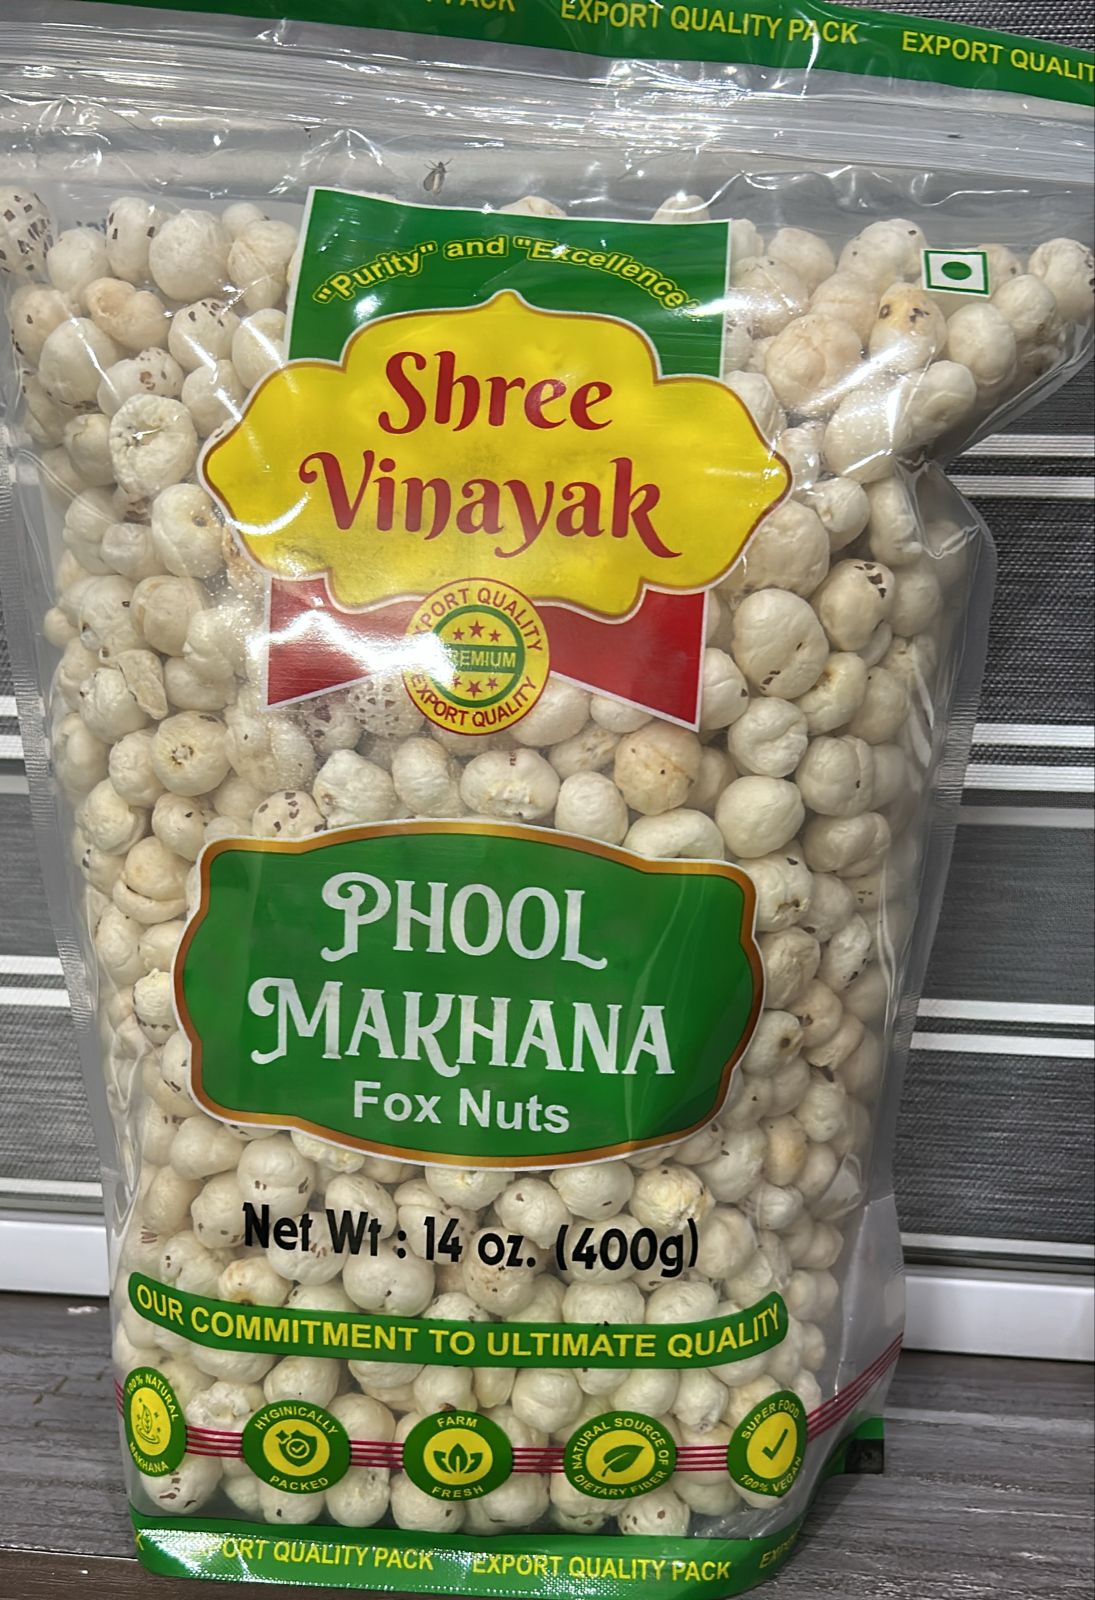 PACK EXPORT QUALITY PACK EXPORT QUALIT
"Purity" and "Excellence"
Shree
Vinayak
EXPORT QUALITY
PREMIUM
EXPORT QUALITY
PHOOL
MAKHANA
Fox Nuts
Net Wt : 14 oz. (400g)
OUR COMMITMENT TO ULTIMATE QUALITY
100% NATURAL
MAKHANA
HYGINICALLY
PACKED
FARM
FRESH
NATURAL SOURCE OF
DIETARY FIBER
SUPER FOOD
100% VEGAN
PORT QUALITY PACK EXPORT QUALITY PACK